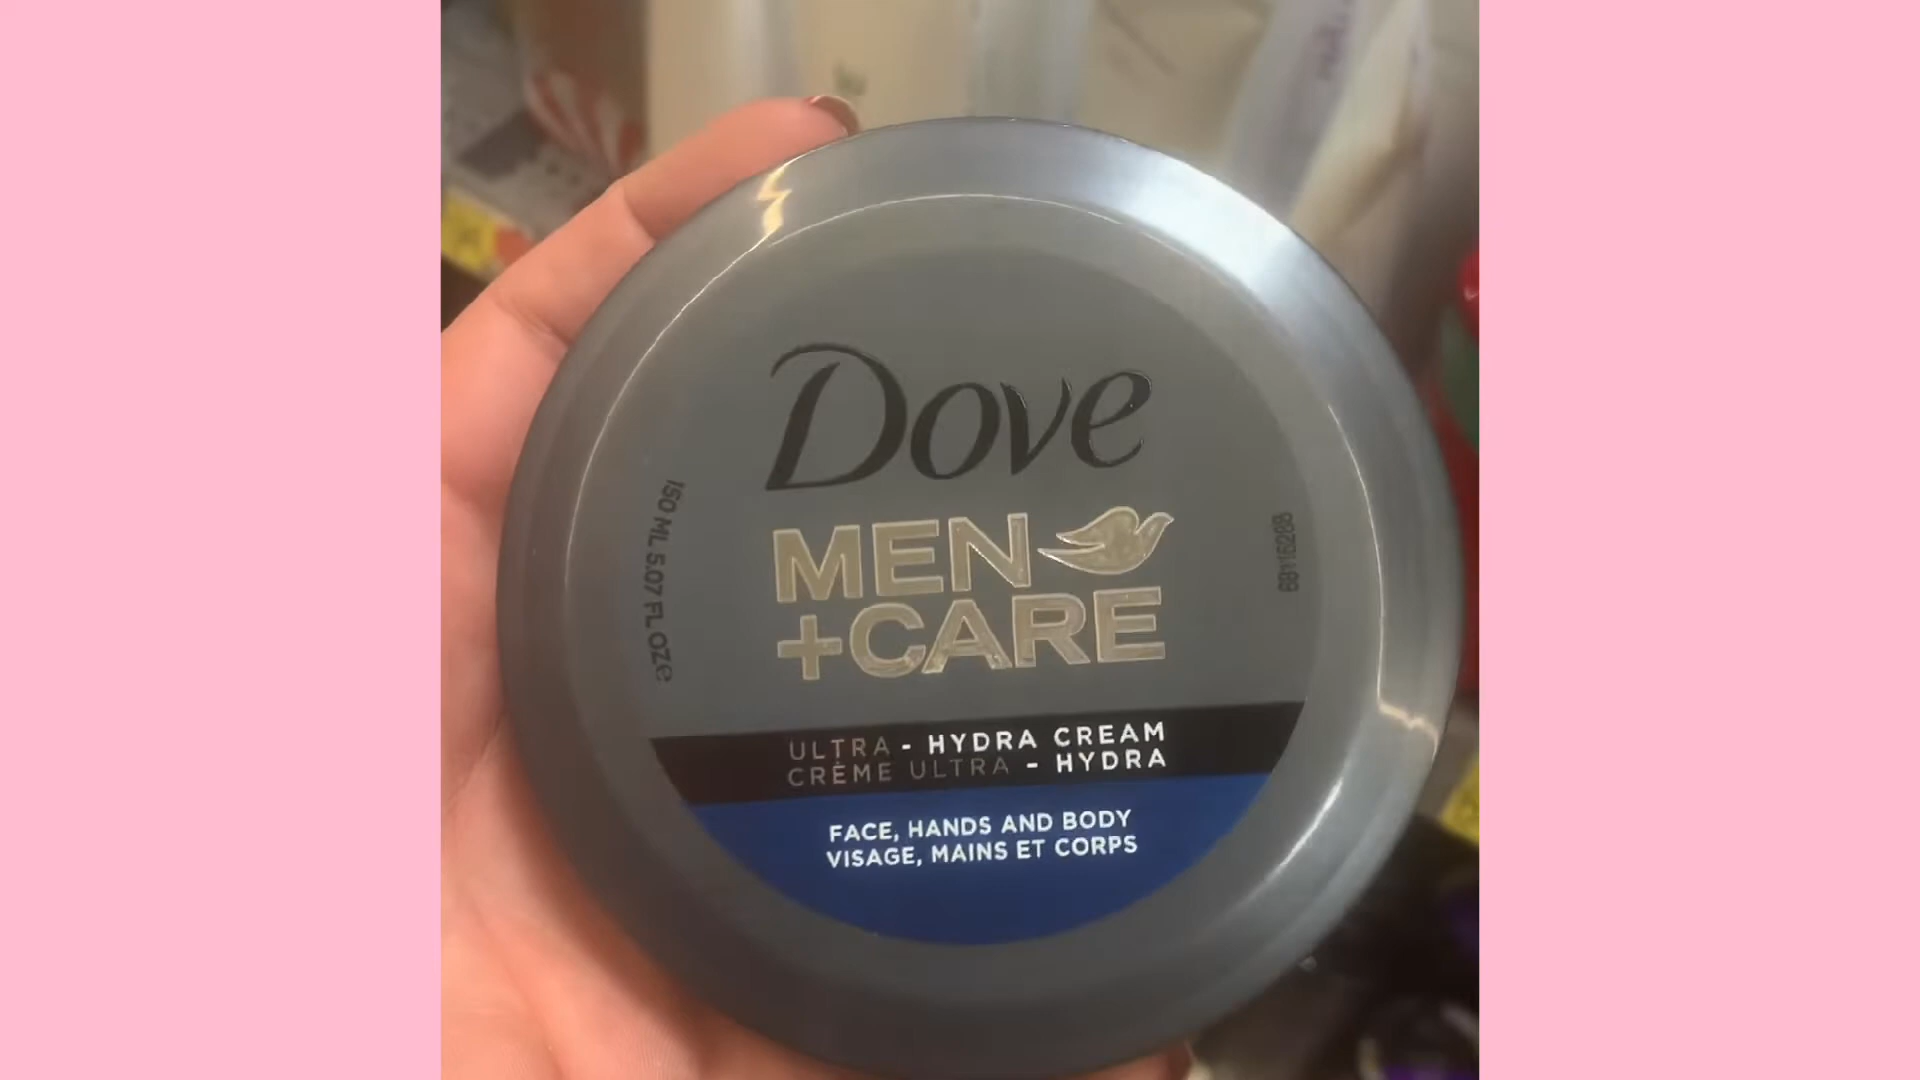 Dove
MEN
+CARE
150 ML 5.07 FL OZ e
68111628B
ULTRA - HYDRA CREAM
CRÈME ULTRA - HYDRA
FACE, HANDS AND BODY
VISAGE, MAINS ET CORPS